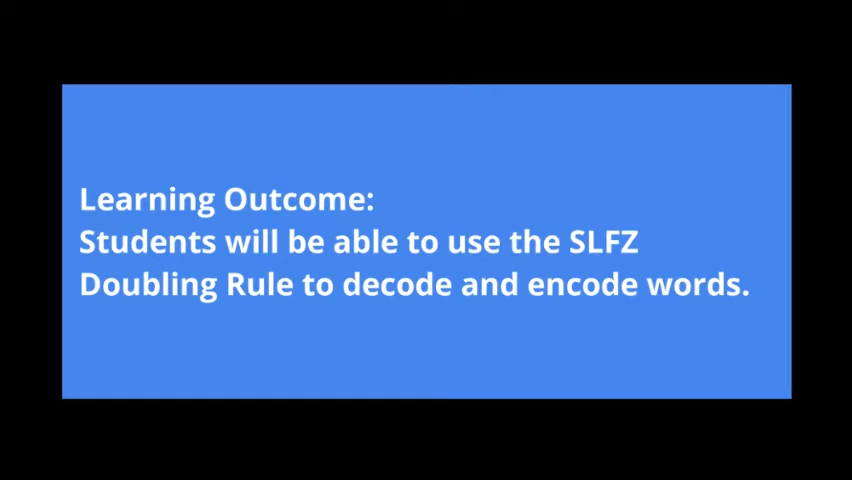 Learning Outcome:
Students will be able to use the SLFZ
Doubling Rule to decode and encode words.